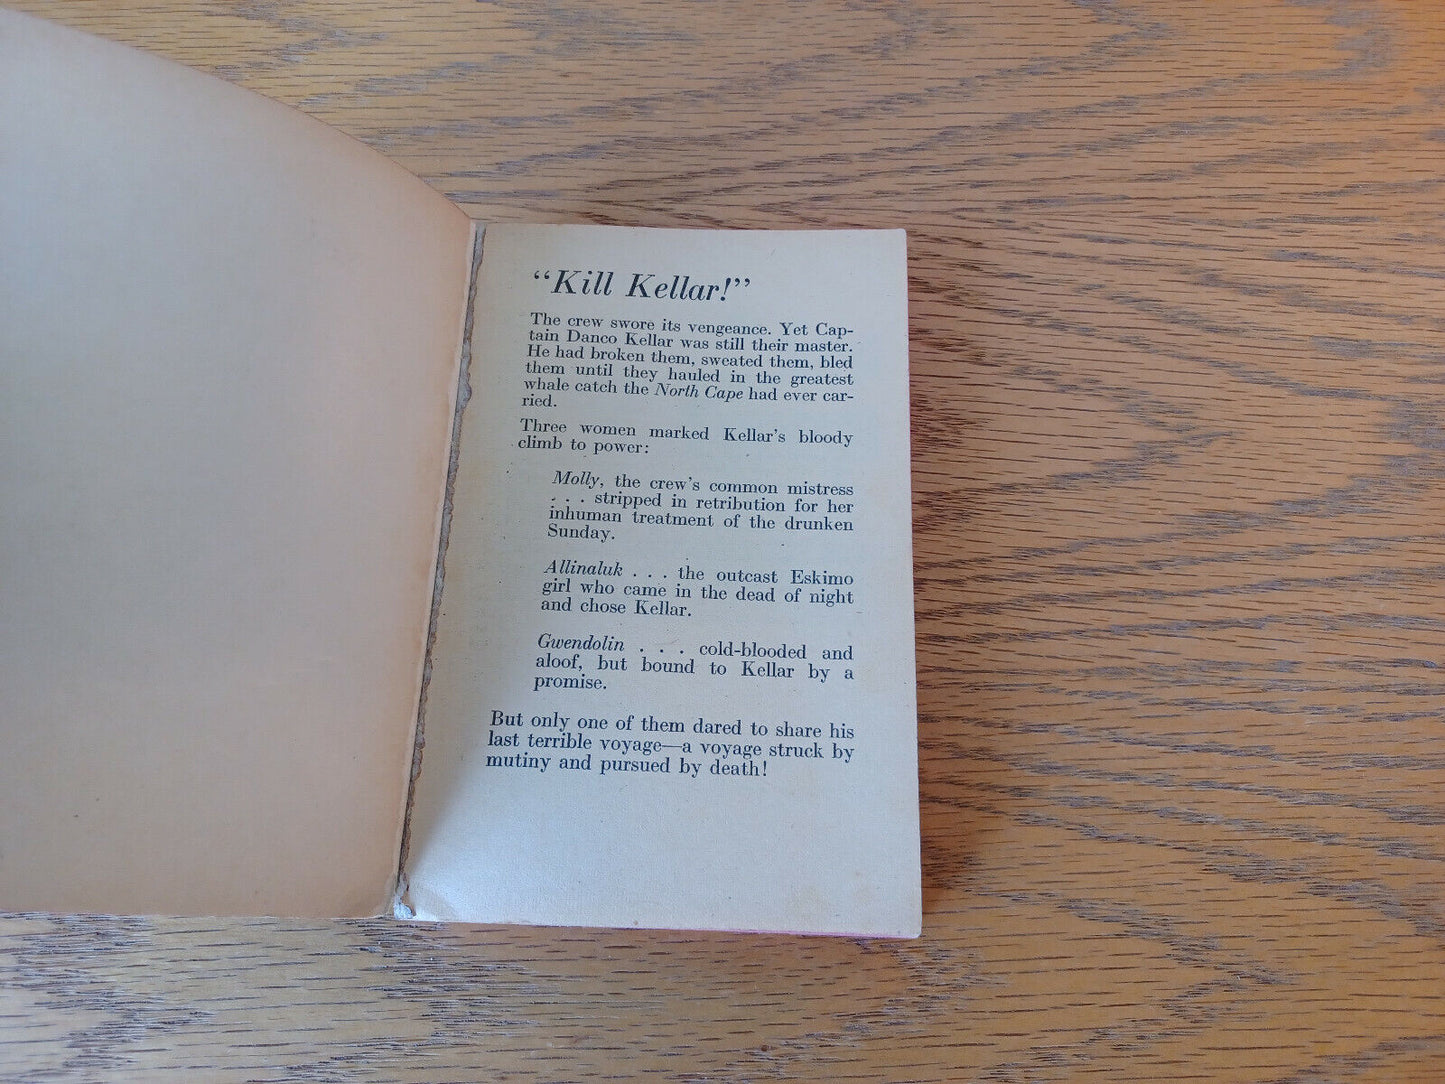 “Kill Kellar!”
The crew swore its vengeance. Yet Cap-
tain Danco Kellar was still their master.
He had broken them, sweated them, bled
them until they hauled in the greatest
whale catch the North Cape had ever car-
ried.
Three women marked Kellar’s bloody
climb to power:
Molly, the crew’s common mistress
. . . stripped in retribution for her
inhuman treatment of the drunken
Sunday.
Allinaluk . . . the outcast Eskimo
girl who came in the dead of night
and chose Kellar.
Gwendolin . . . cold-blooded and
aloof, but bound to Kellar by a
promise.
But only one of them dared to share his
last terrible voyage—a voyage struck by
mutiny and pursued by death!